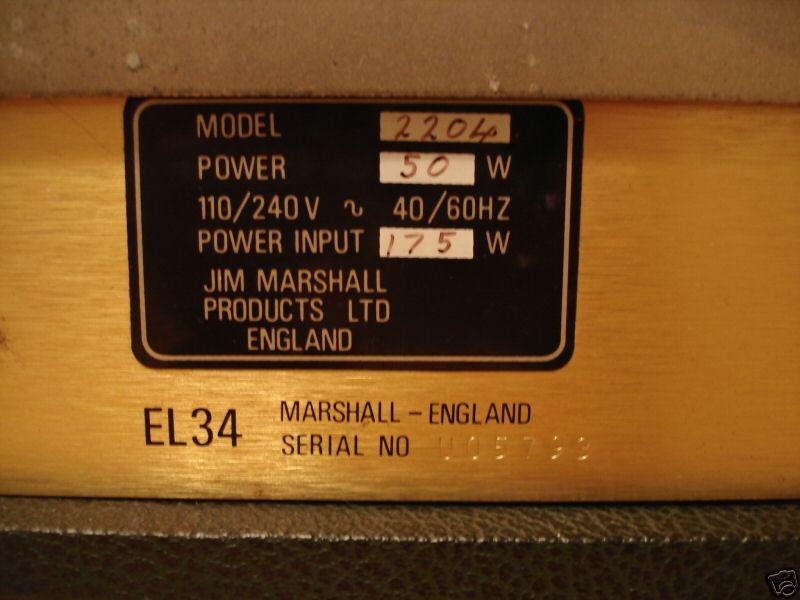 MODEL 2204
POWER 50 W
110/240V ~ 40/60HZ
POWER INPUT 175 W
JIM MARSHALL
PRODUCTS LTD
ENGLAND
EL34
MARSHALL - ENGLAND
SERIAL NO U05799